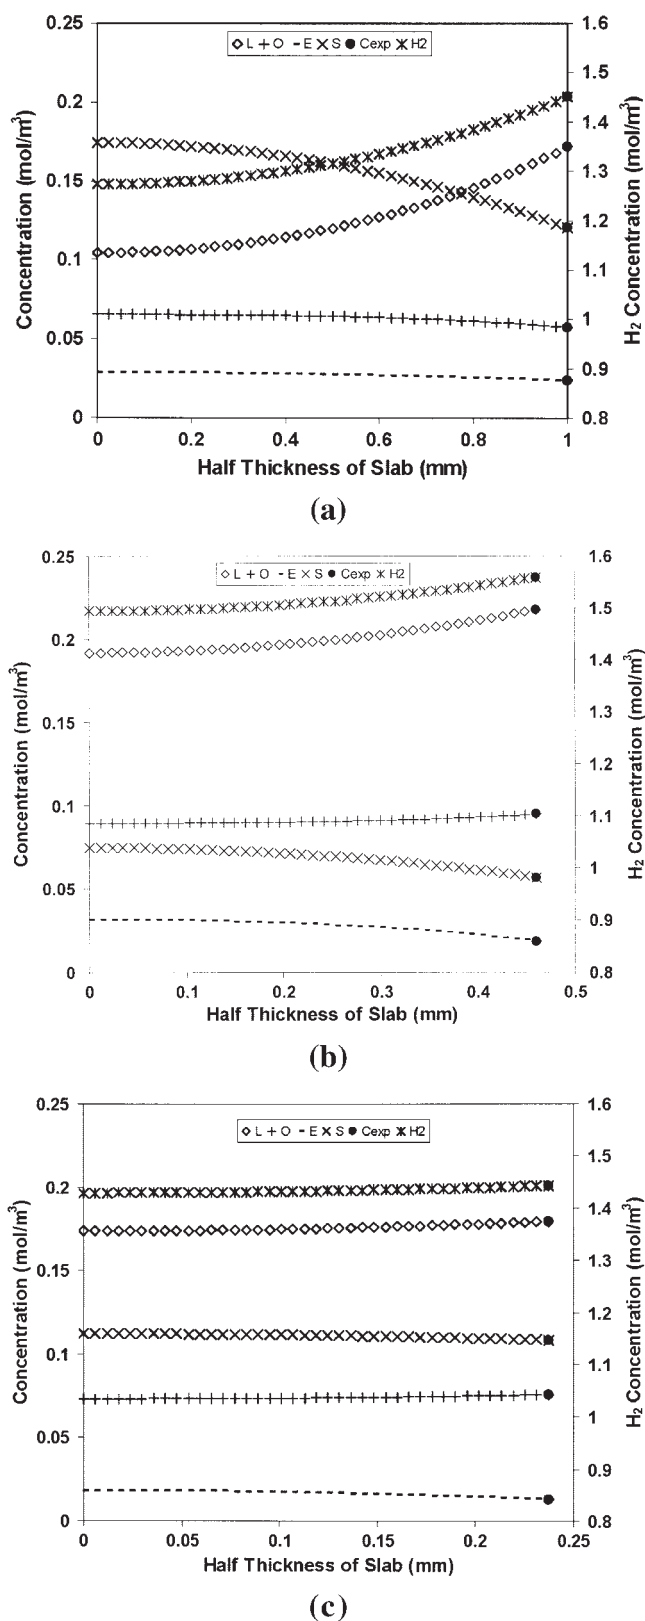 0.25
0.2
0.15
0.1
0.05
0
Concentration (mol/m³)
L O E S Cexp H2
1.6
1.5
1.4
1.3
1.2
1.1
1
0.9
0.8
H₂ Concentration (mol/m³)
0 0.2 0.4 0.6 0.8 1
Half Thickness of Slab (mm)
(a)
0.25
0.2
0.15
0.1
0.05
0
Concentration (mol/m³)
L O E S Cexp H2
1.6
1.5
1.4
1.3
1.2
1.1
1
0.9
0.8
H₂ Concentration (mol/m³)
0 0.1 0.2 0.3 0.4 0.5
Half Thickness of Slab (mm)
(b)
0.25
0.2
0.15
0.1
0.05
0
Concentration (mol/m³)
L O E S Cexp H2
1.6
1.5
1.4
1.3
1.2
1.1
1
0.9
0.8
H₂ Concentration (mol/m³)
0 0.05 0.1 0.15 0.2 0.25
Half Thickness of Slab (mm)
(c)